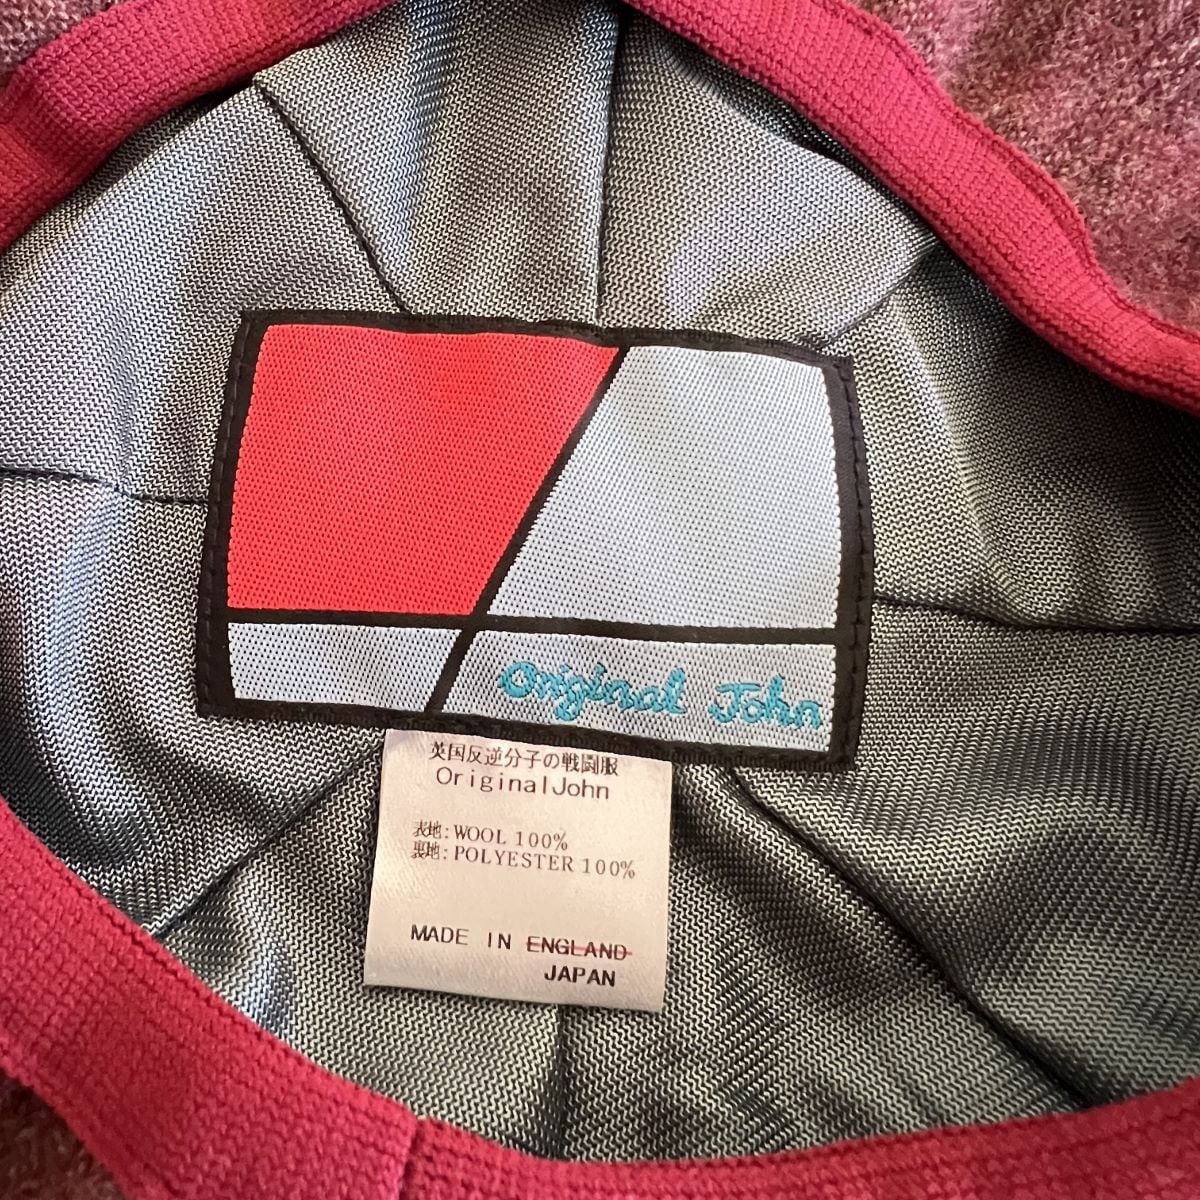 Original John
英国反逆分子の戦闘服
OriginalJohn
表地: WOOL 100%
裏地: POLYESTER 100%
MADE IN ENGLAND
JAPAN